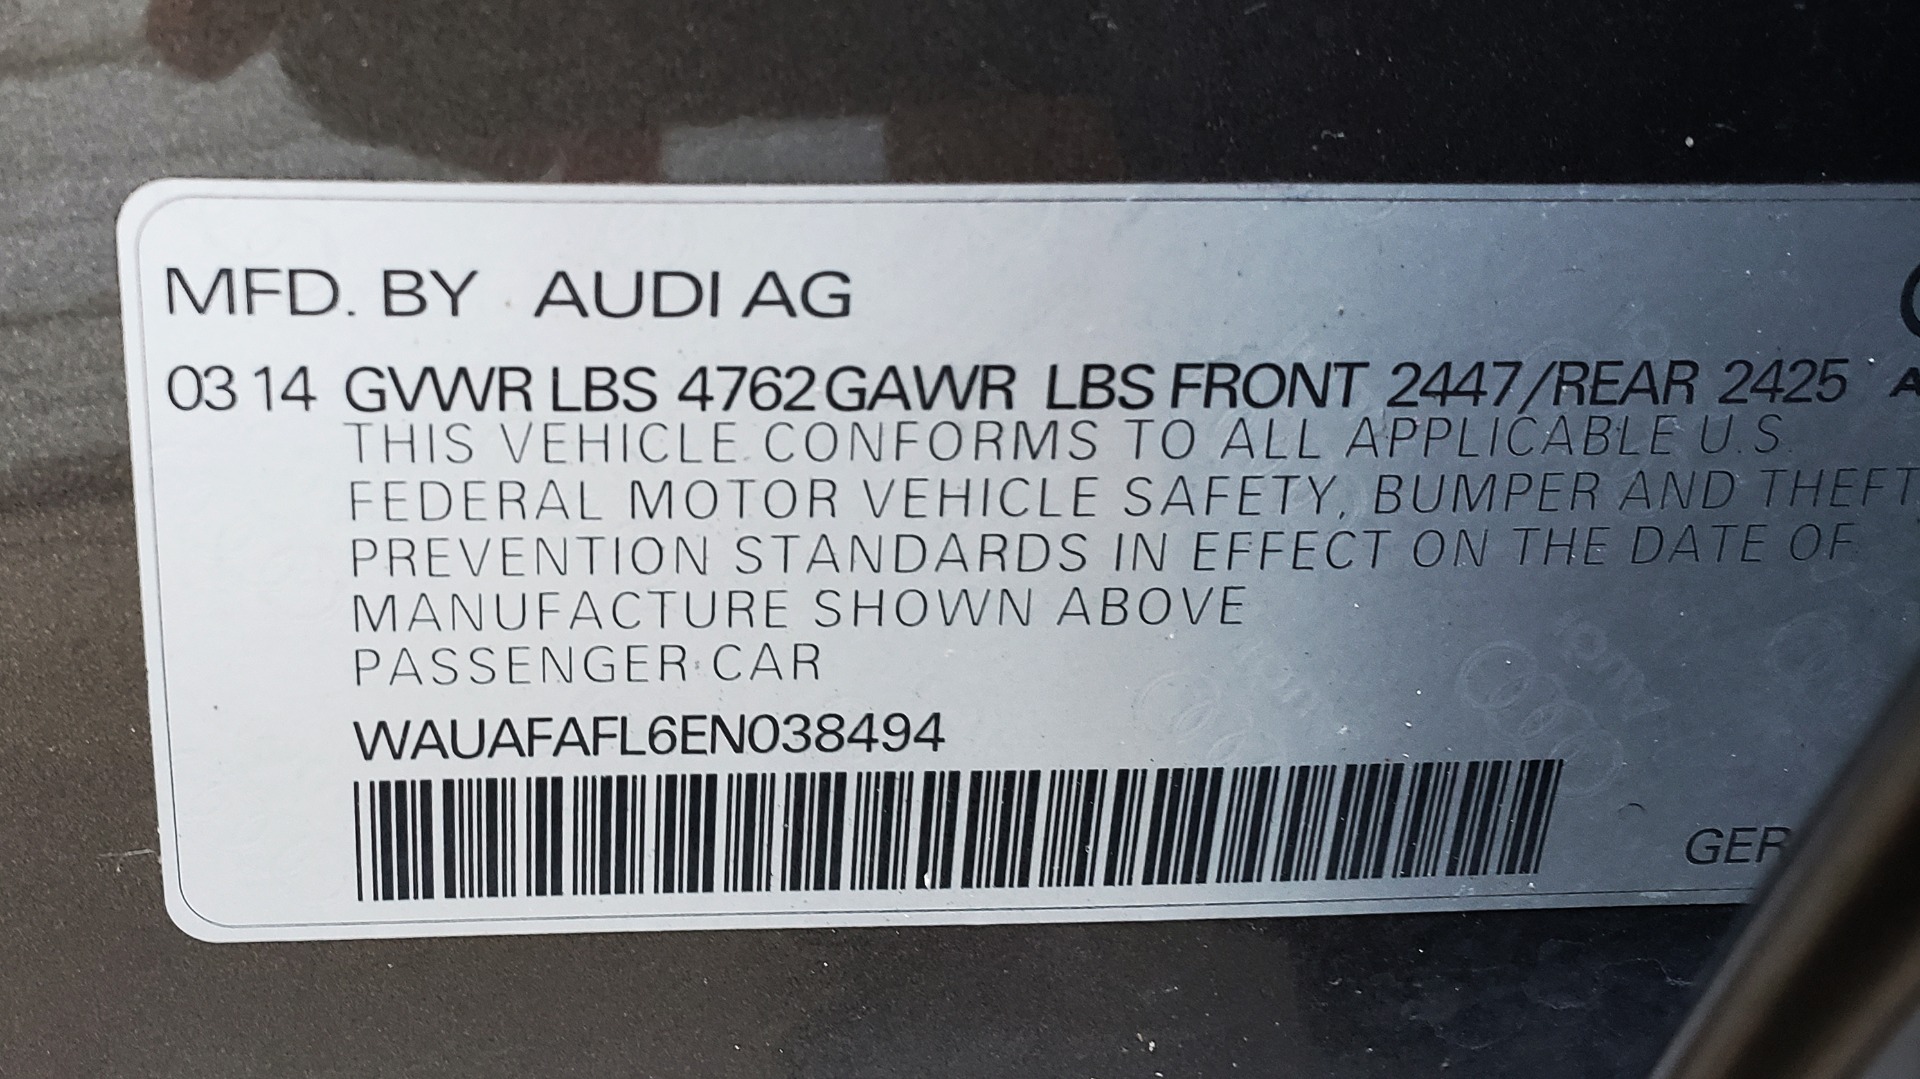 MFD. BY AUDI AG
03 14 GVWR LBS 4762 GAWR LBS FRONT 2447/REAR 2425
THIS VEHICLE CONFORMS TO ALL APPLICABLE U.S.
FEDERAL MOTOR VEHICLE SAFETY, BUMPER AND THEFT
PREVENTION STANDARDS IN EFFECT ON THE DATE OF
MANUFACTURE SHOWN ABOVE
PASSENGER CAR
WAUAFAFL6EN038494
GER